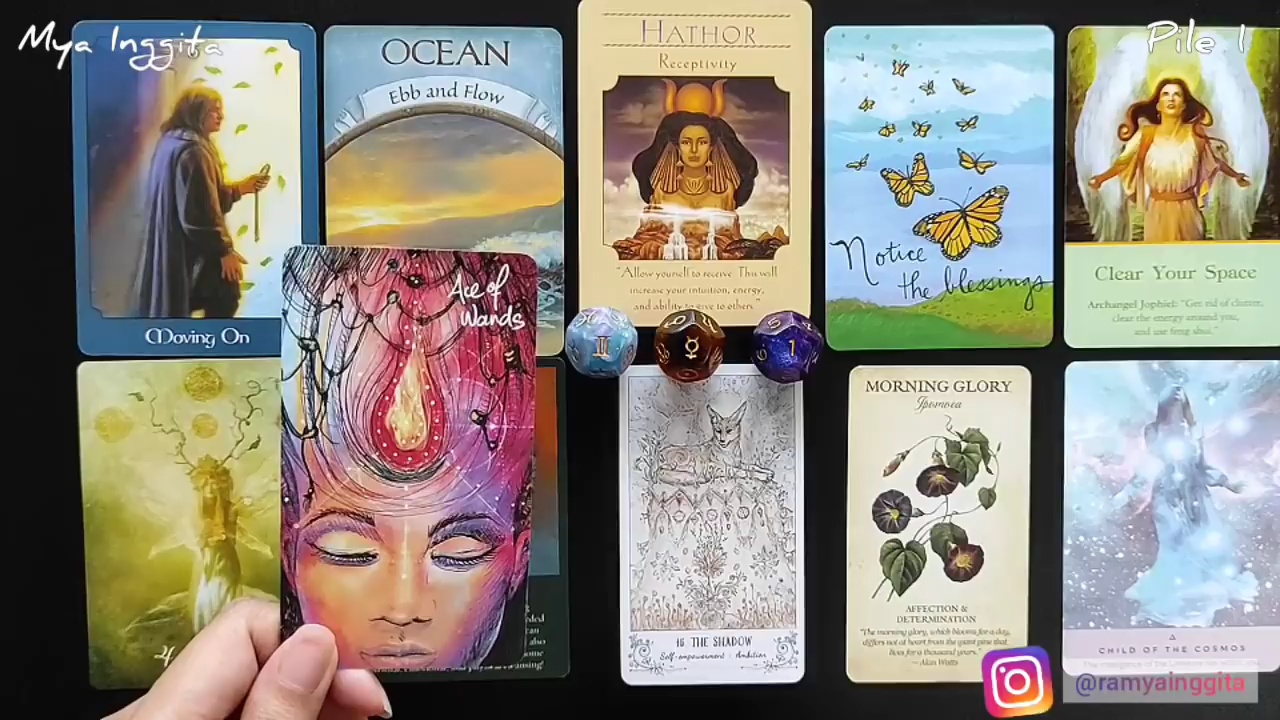 Mya Inggita
Pile 1
Moving On
OCEAN
Ebb and Flow
HATHOR
Receptivity
"Allow yourself to receive. This will
increase your intuition, energy,
and ability to give to others."
Notice
the blessings
Clear Your Space
Archangel Jophiel: "Get rid of clutter,
clear the energy around you,
and use feng shui."
Ace of
Wands
II
☿
5
6
1
16 THE SHADOW
Self-empowerment : Ambition
MORNING GLORY
Ipomoea
AFFECTION &
DETERMINATION
"The morning glory, which blooms for a day,
differs not at heart from the giant pine that
lives for a thousand years."
— Alan Watts
CHILD OF THE COSMOS
@ramyainggita